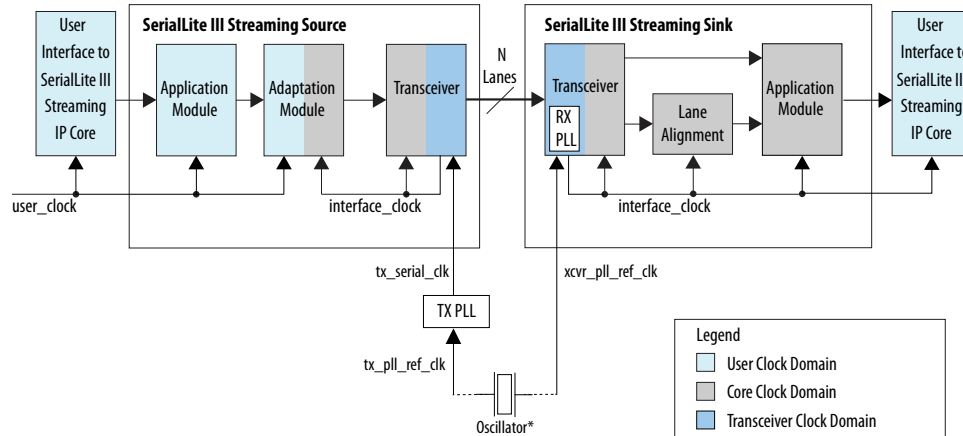 SerialLite III Streaming Source
SerialLite III Streaming Sink
User
Interface to
SerialLite III
Streaming
IP Core
Application
Module
Adaptation
Module
Transceiver
N
Lanes
Transceiver
RX
PLL
Lane
Alignment
Application
Module
User
Interface to
SerialLite II
Streaming
IP Core
user_clock
interface_clock
interface_clock
tx_serial_clk
xcvr_pll_ref_clk
TX PLL
tx_pll_ref_clk
Oscillator*
Legend
User Clock Domain
Core Clock Domain
Transceiver Clock Domain